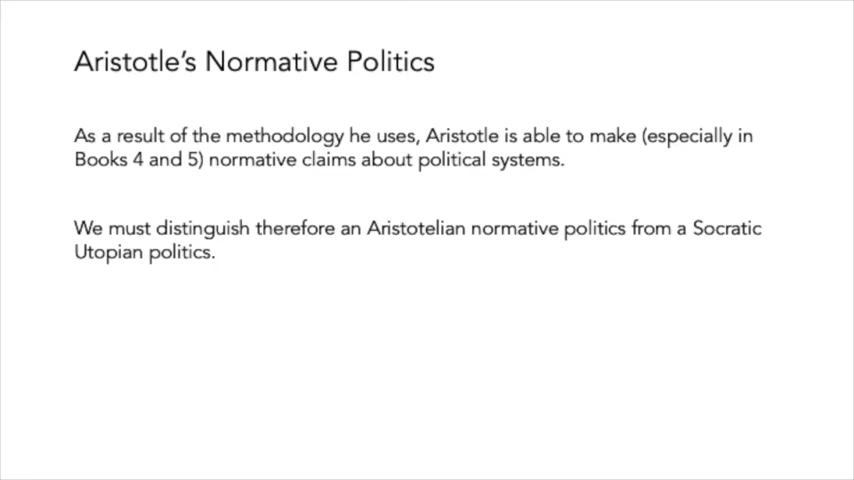 Aristotle’s Normative Politics
As a result of the methodology he uses, Aristotle is able to make (especially in
Books 4 and 5) normative claims about political systems.
We must distinguish therefore an Aristotelian normative politics from a Socratic
Utopian politics.